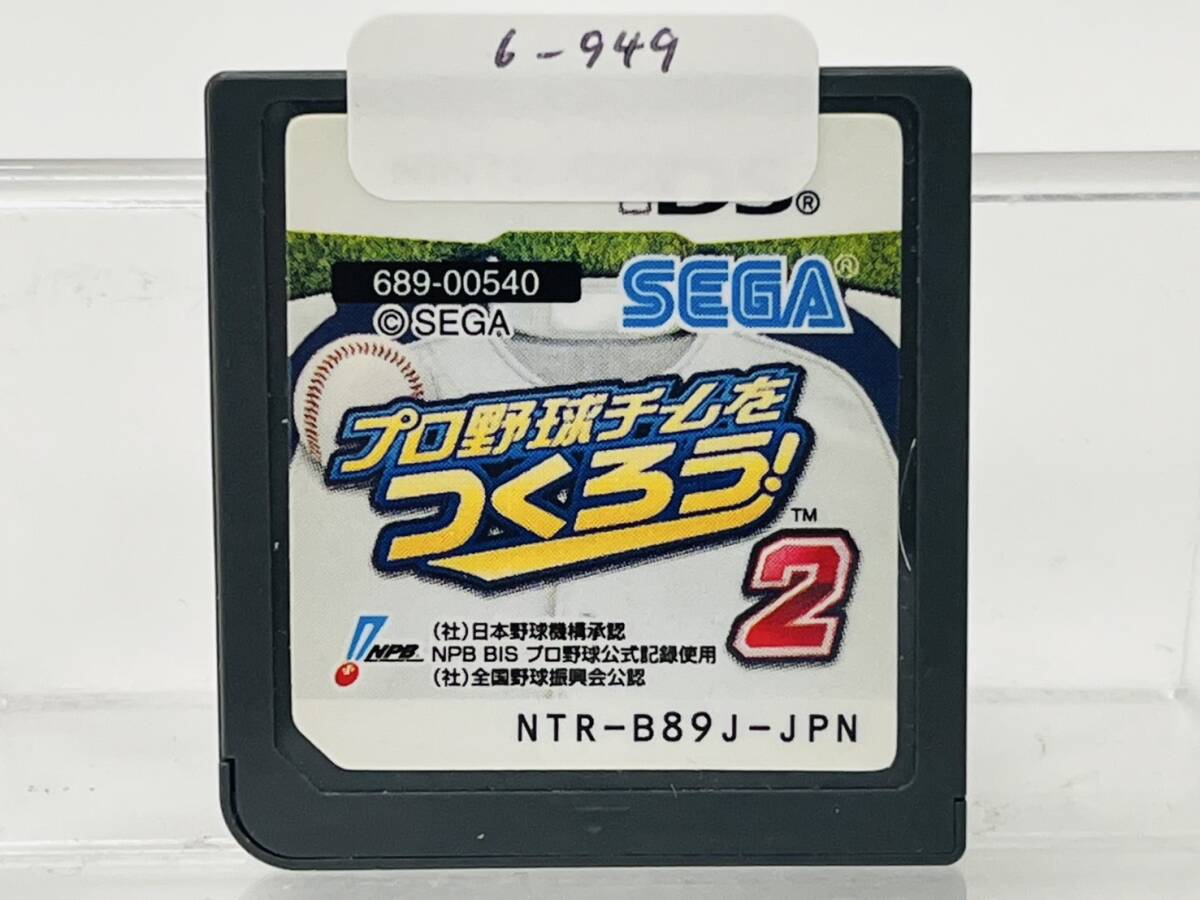 6-949
DS®
689-00540
SEGA®
©SEGA
プロ野球チームを
つくろう!
™
2
(社)日本野球機構承認
NPB
NPB BIS プロ野球公式記録使用
(社)全国野球振興会公認
NTR-B89J-JPN